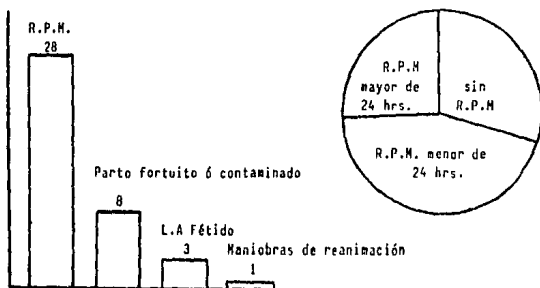 R.P.M.
28
Parto fortuito ó contaminado
8
L.A Fétido
3
Maniobras de reanimación
1
R.P.M
mayor de
24 hrs.
sin
R.P.M
R.P.M. menor de
24 hrs.